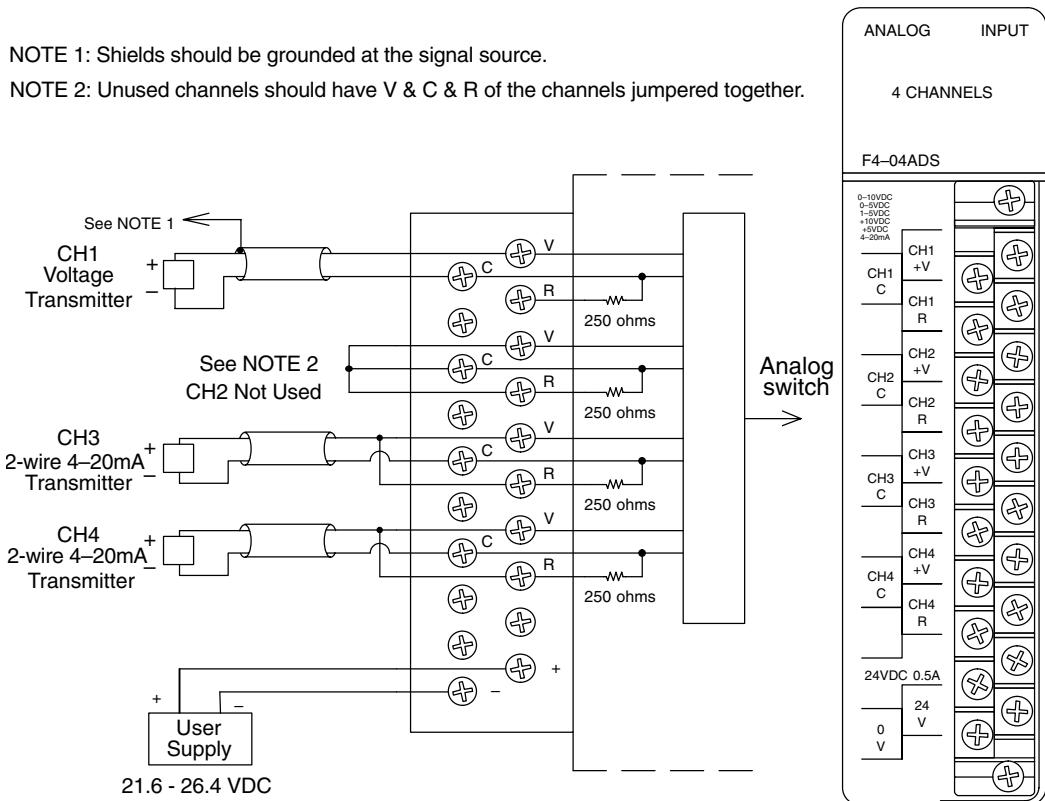 NOTE 1: Shields should be grounded at the signal source.
NOTE 2: Unused channels should have V & C & R of the channels jumpered together.
See NOTE 1
CH1
Voltage
Transmitter
+
–
V
C
R
250 ohms
See NOTE 2
CH2 Not Used
V
C
R
250 ohms
CH3
2-wire 4–20mA
Transmitter
+
–
V
C
R
250 ohms
CH4
2-wire 4–20mA
Transmitter
+
–
V
C
R
250 ohms
Analog
switch
+
–
+
–
User
Supply
21.6 - 26.4 VDC
ANALOG INPUT
4 CHANNELS
F4–04ADS
0–10VDC
0–5VDC
1–5VDC
+10VDC
+5VDC
4–20mA
CH1
+V
CH1
C
CH1
R
CH2
+V
CH2
C
CH2
R
CH3
+V
CH3
C
CH3
R
CH4
+V
CH4
C
CH4
R
24VDC 0.5A
24
V
0
V